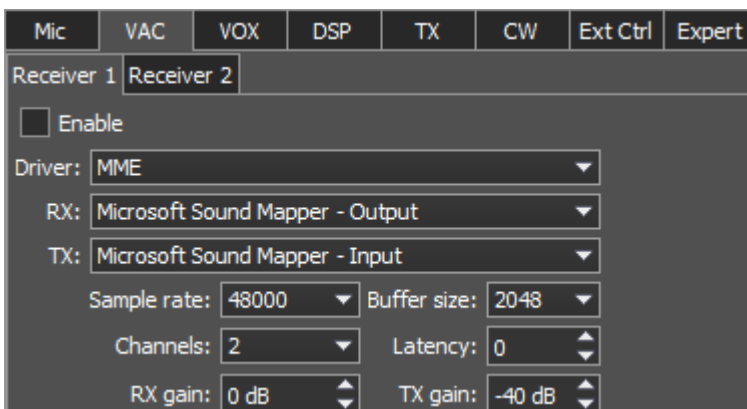 Mic VAC VOX DSP TX CW Ext Ctrl Expert
Receiver 1 Receiver 2
Enable
Driver: MME
RX: Microsoft Sound Mapper - Output
TX: Microsoft Sound Mapper - Input
Sample rate: 48000 Buffer size: 2048
Channels: 2 Latency: 0
RX gain: 0 dB TX gain: -40 dB